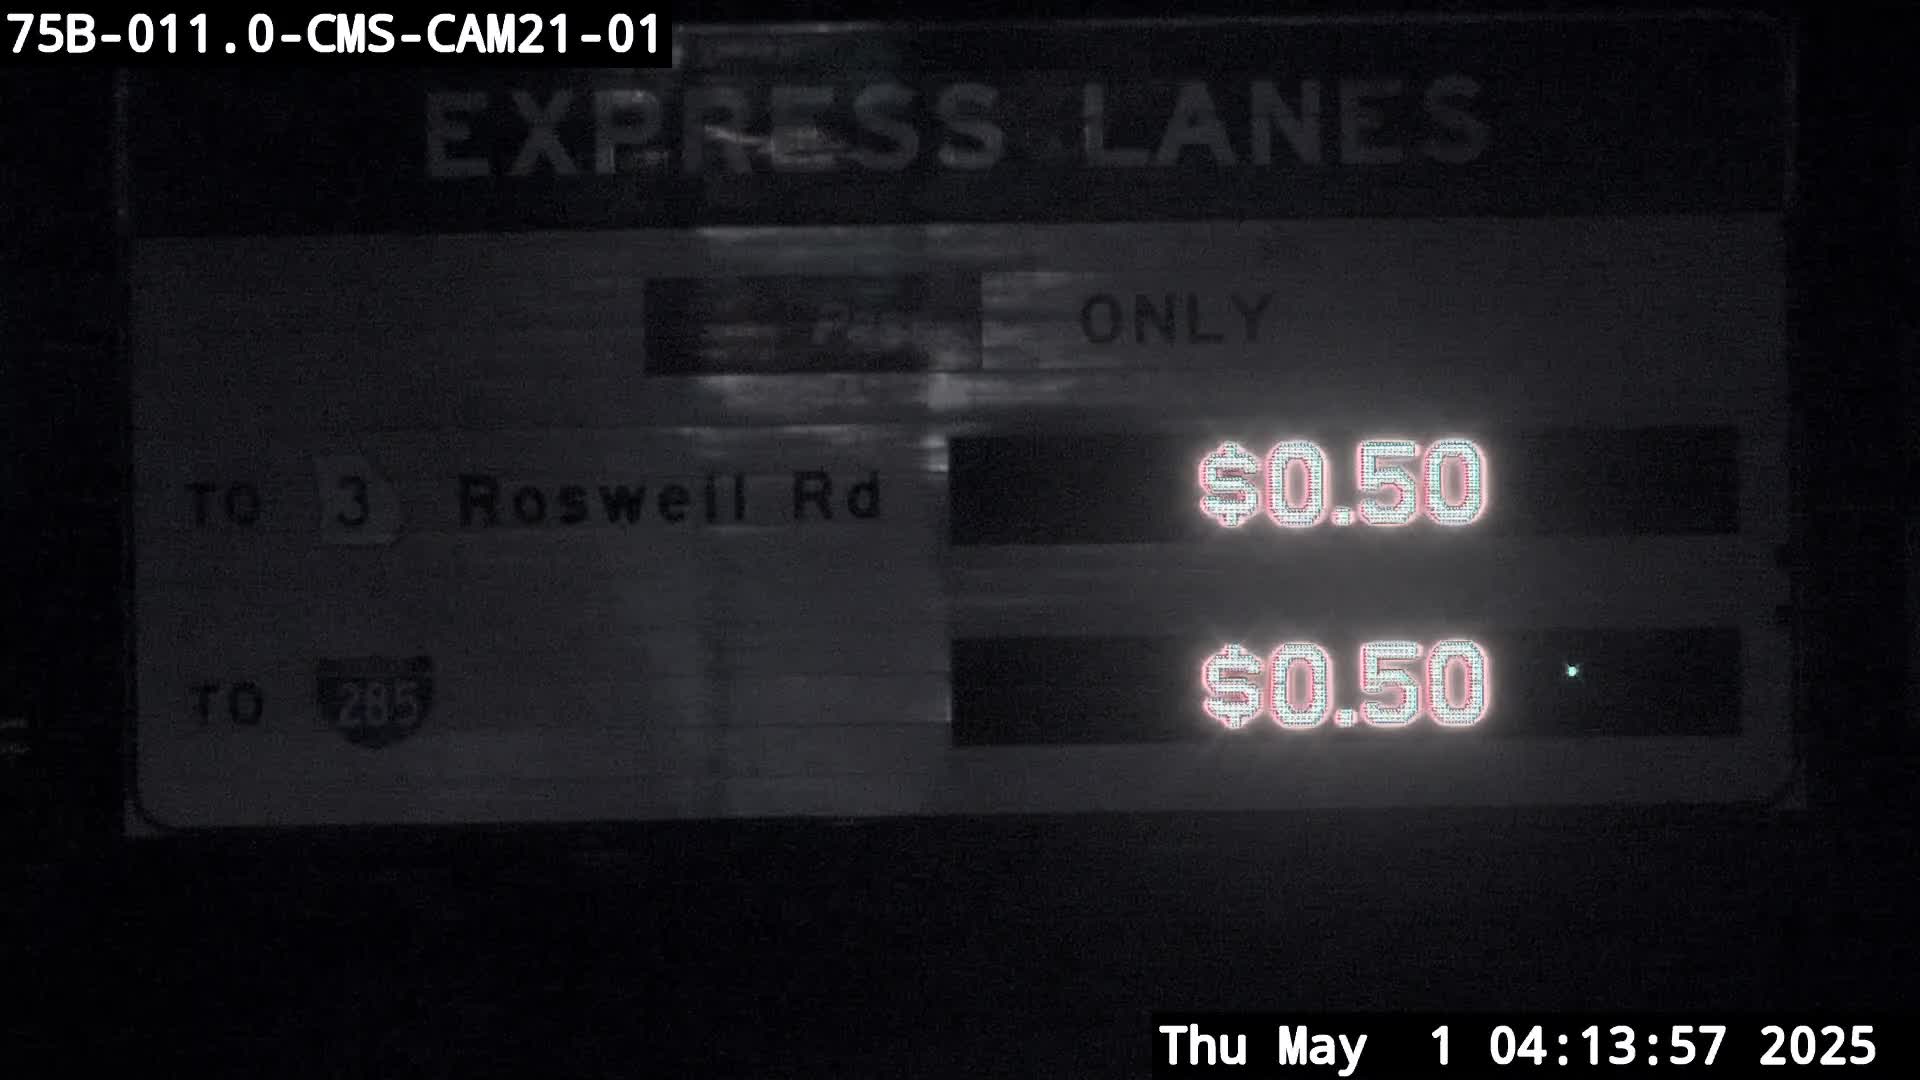 75B-011.0-CMS-CAM21-01
EXPRESS LANES
ONLY
TO 3 Roswell Rd $0.50
TO 285 $0.50
Thu May 1 04:13:57 2025